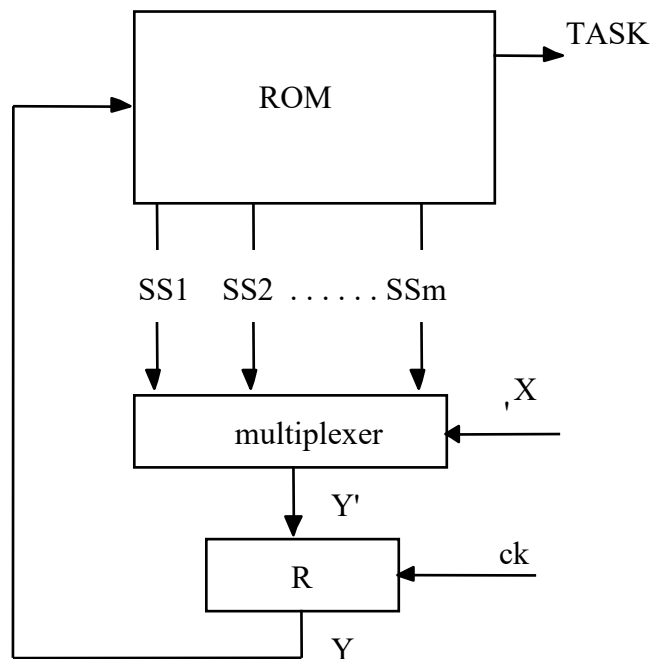 TASK
ROM
SS1 SS2 . . . . . . SSm
'X
multiplexer
Y'
ck
R
Y